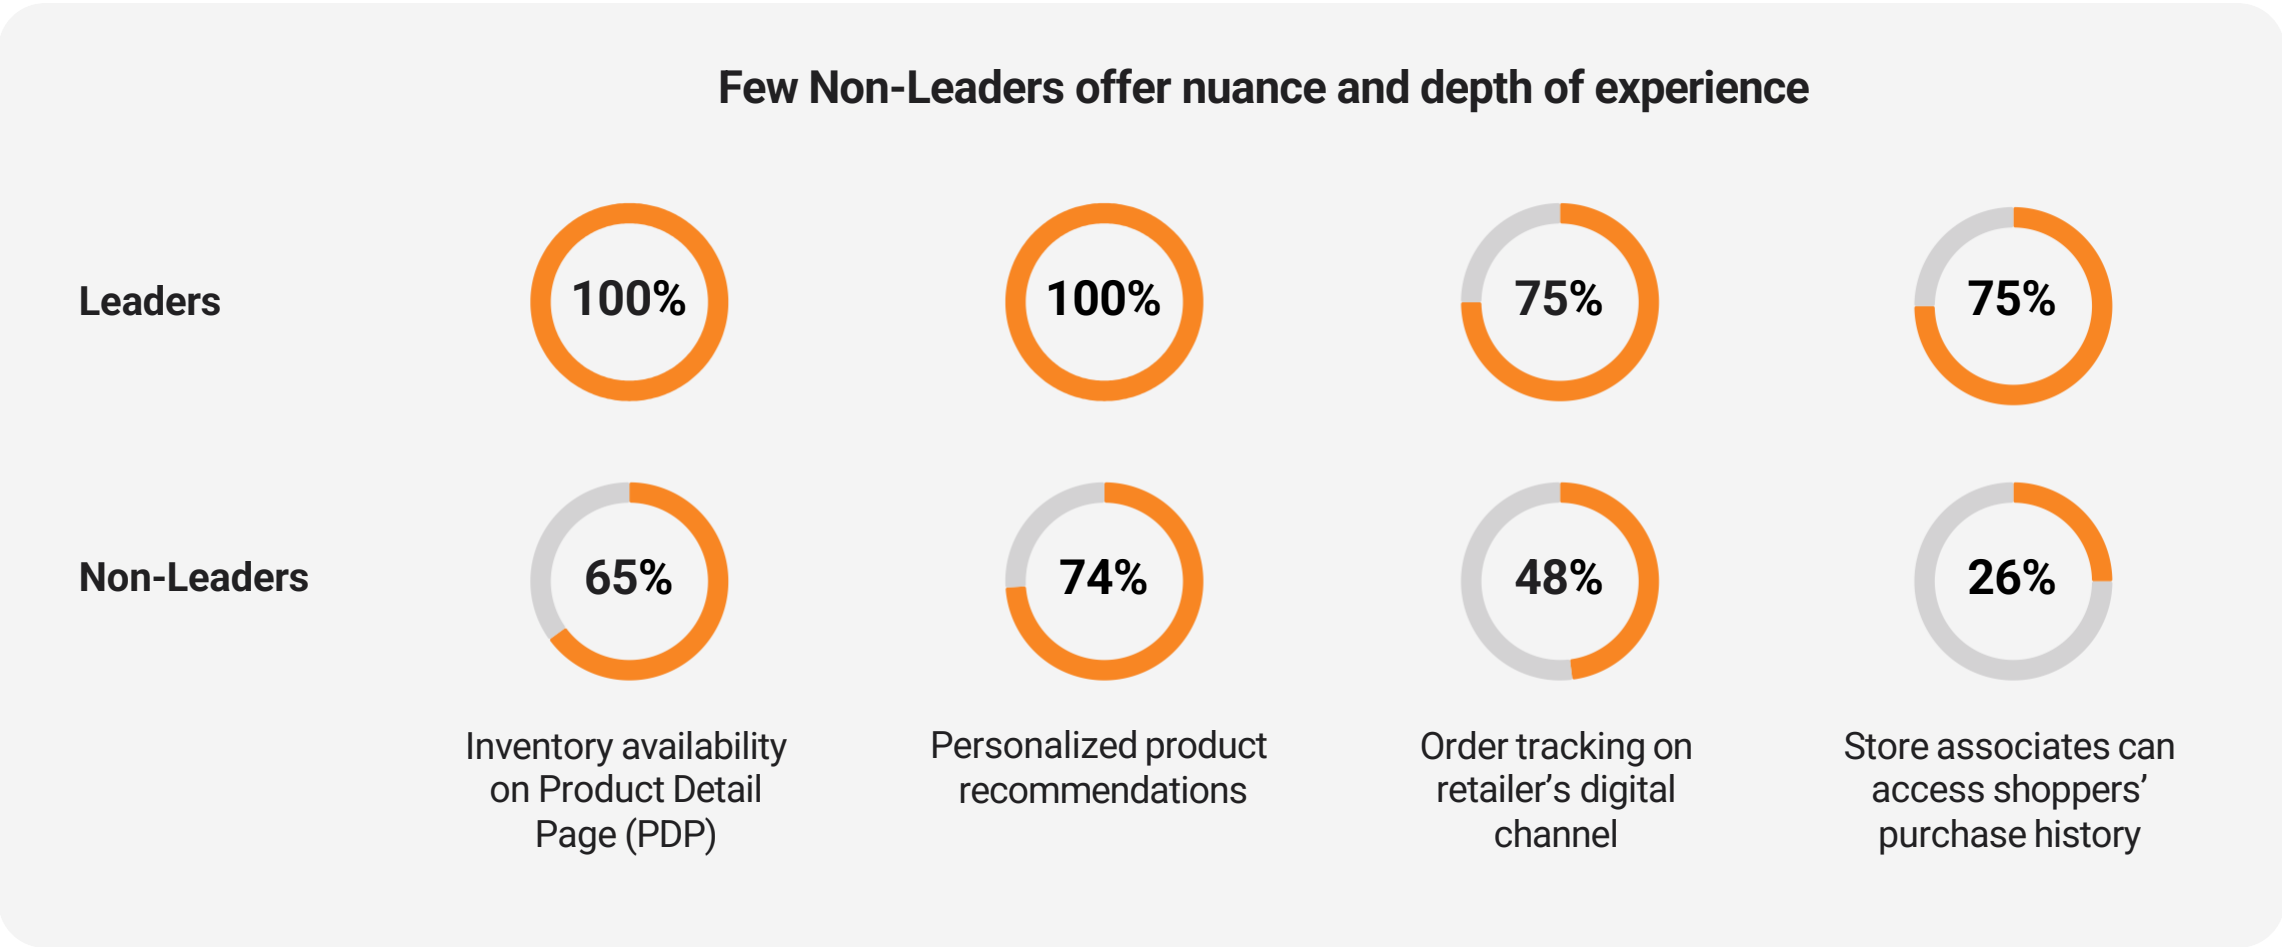 Few Non-Leaders offer nuance and depth of experience
Leaders
100%
100%
75%
75%
Non-Leaders
65%
74%
48%
26%
Inventory availability
on Product Detail
Page (PDP)
Personalized product
recommendations
Order tracking on
retailer’s digital
channel
Store associates can
access shoppers’
purchase history